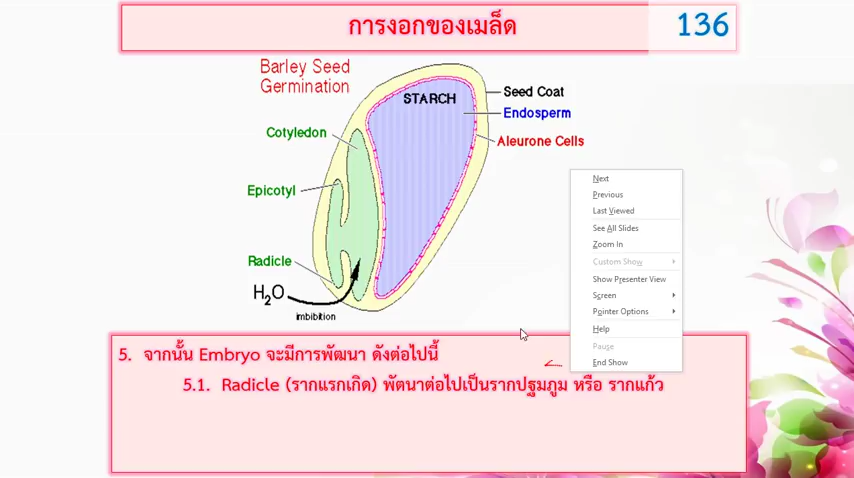 การงอกของเมล็ด
136
Barley Seed
Germination
STARCH
Seed Coat
Endosperm
Aleurone Cells
Cotyledon
Epicotyl
Radicle
H2O
imbibition
Next
Previous
Last Viewed
See All Slides
Zoom In
Custom Show
Show Presenter View
Screen
Pointer Options
Help
Pause
End Show
5. จากนั้น Embryo จะมีการพัฒนา ดังต่อไปนี้
5.1. Radicle (รากแรกเกิด) พัตนาต่อไปเป็นรากปฐมภูม หรือ รากแก้ว